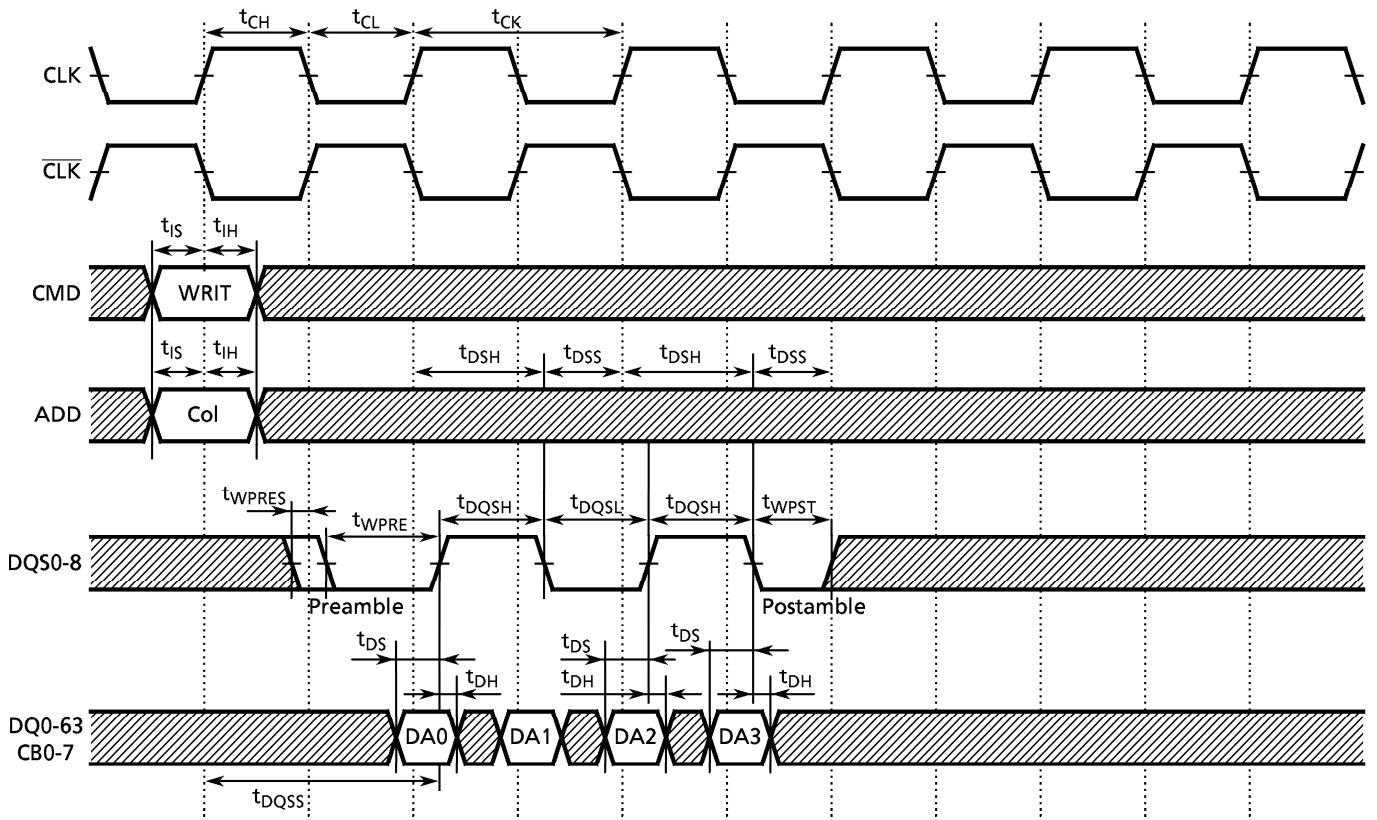 tCH tCL tCK
CLK
CLK
tIS tIH
CMD WRIT
tIS tIH tDSH tDSS tDSH tDSS
ADD Col
tWPRES tWPRE tDQSH tDQSL tDQSH tWPST
DQS0-8
Preamble Postamble
tDS tDS tDS
tDH tDH tDH
DQ0-63 DA0 DA1 DA2 DA3
CB0-7
tDQSS